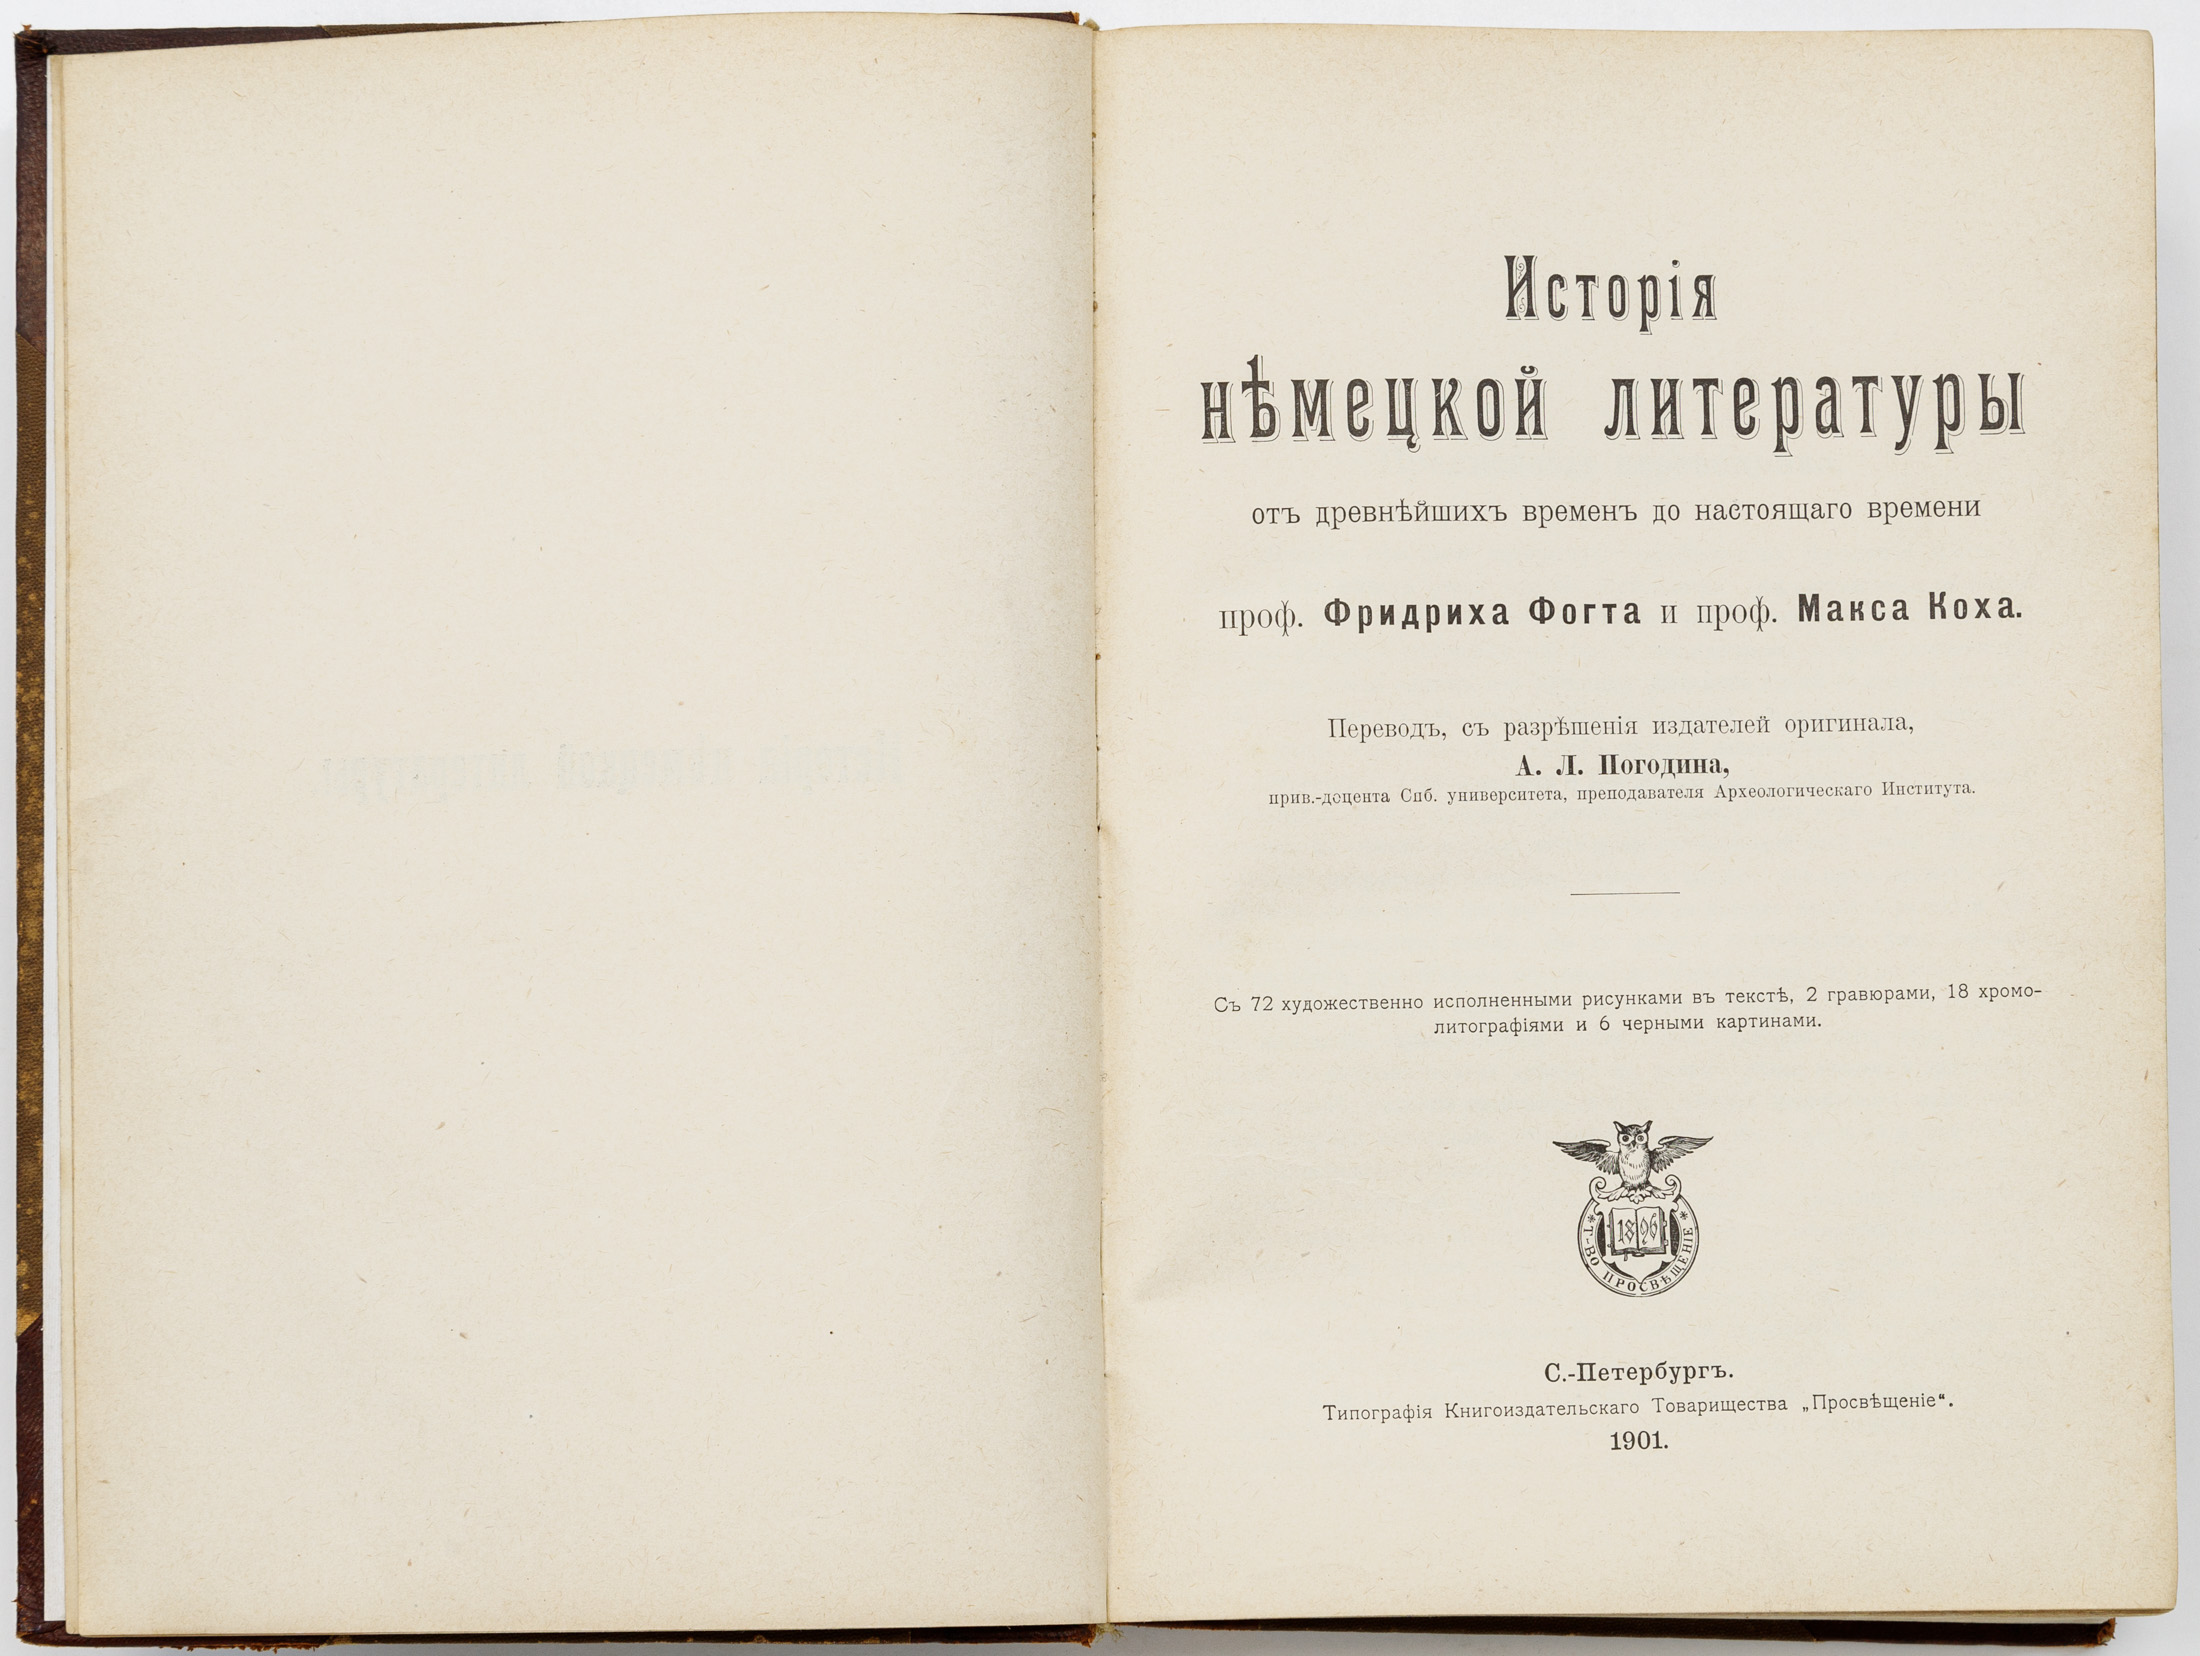 Исторія
нѣмецкой литературы
отъ древнѣйшихъ временъ до настоящаго времени
проф. Фридриха Фогта и проф. Макса Коха.
Переводъ, съ разрѣшенія издателей оригинала,
А. Л. Погодина,
прив.-доцента Спб. университета, преподавателя Археологическаго Института.
Съ 72 художественно исполненными рисунками въ текстѣ, 2 гравюрами, 18 хромо-
литографіями и 6 черными картинами.
1896
* Т-ВО ПРОСВѢЩЕНІЕ *
С.-Петербургъ.
Типографія Книгоиздательскаго Товарищества „Просвѣщеніе“.
1901.